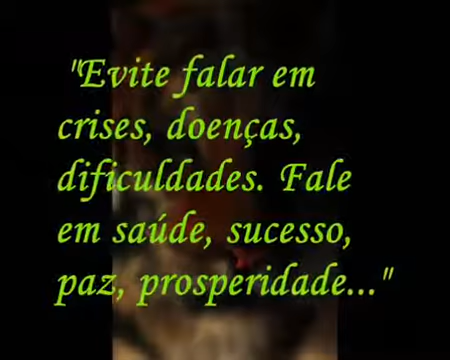 "Evite falar em
crises, doenças,
dificuldades. Fale
em saúde, sucesso,
paz, prosperidade..."